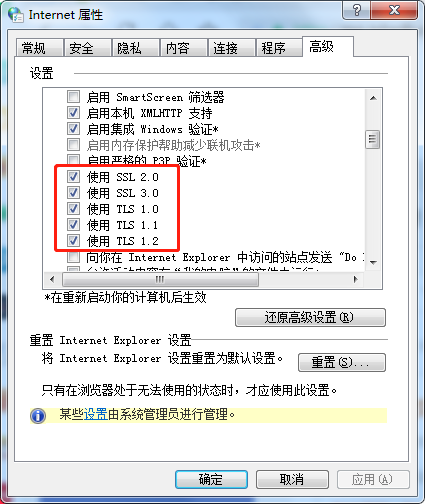 Internet 属性
常规 安全 隐私 内容 连接 程序 高级
设置
启用 SmartScreen 筛选器
启用本机 XMLHTTP 支持
启用集成 Windows 验证*
启用内存保护帮助减少联机攻击*
启用严格的 P3P 验证*
使用 SSL 2.0
使用 SSL 3.0
使用 TLS 1.0
使用 TLS 1.1
使用 TLS 1.2
向你在 Internet Explorer 中访问的站点发送 "Do
*在重新启动你的计算机后生效
还原高级设置(R)
重置 Internet Explorer 设置
将 Internet Explorer 设置重置为默认设置。
重置(S)...
只有在浏览器处于无法使用的状态时，才应使用此设置。
某些设置由系统管理员进行管理。
确定 取消 应用(A)